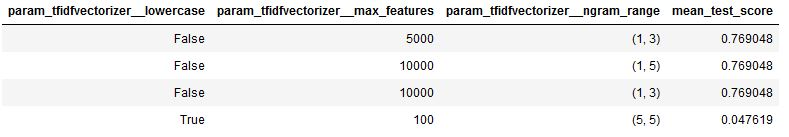 param_tfidfvectorizer__lowercase param_tfidfvectorizer__max_features param_tfidfvectorizer__ngram_range mean_test_score
False 5000 (1, 3) 0.769048
False 10000 (1, 5) 0.769048
False 10000 (1, 3) 0.769048
True 100 (5, 5) 0.047619